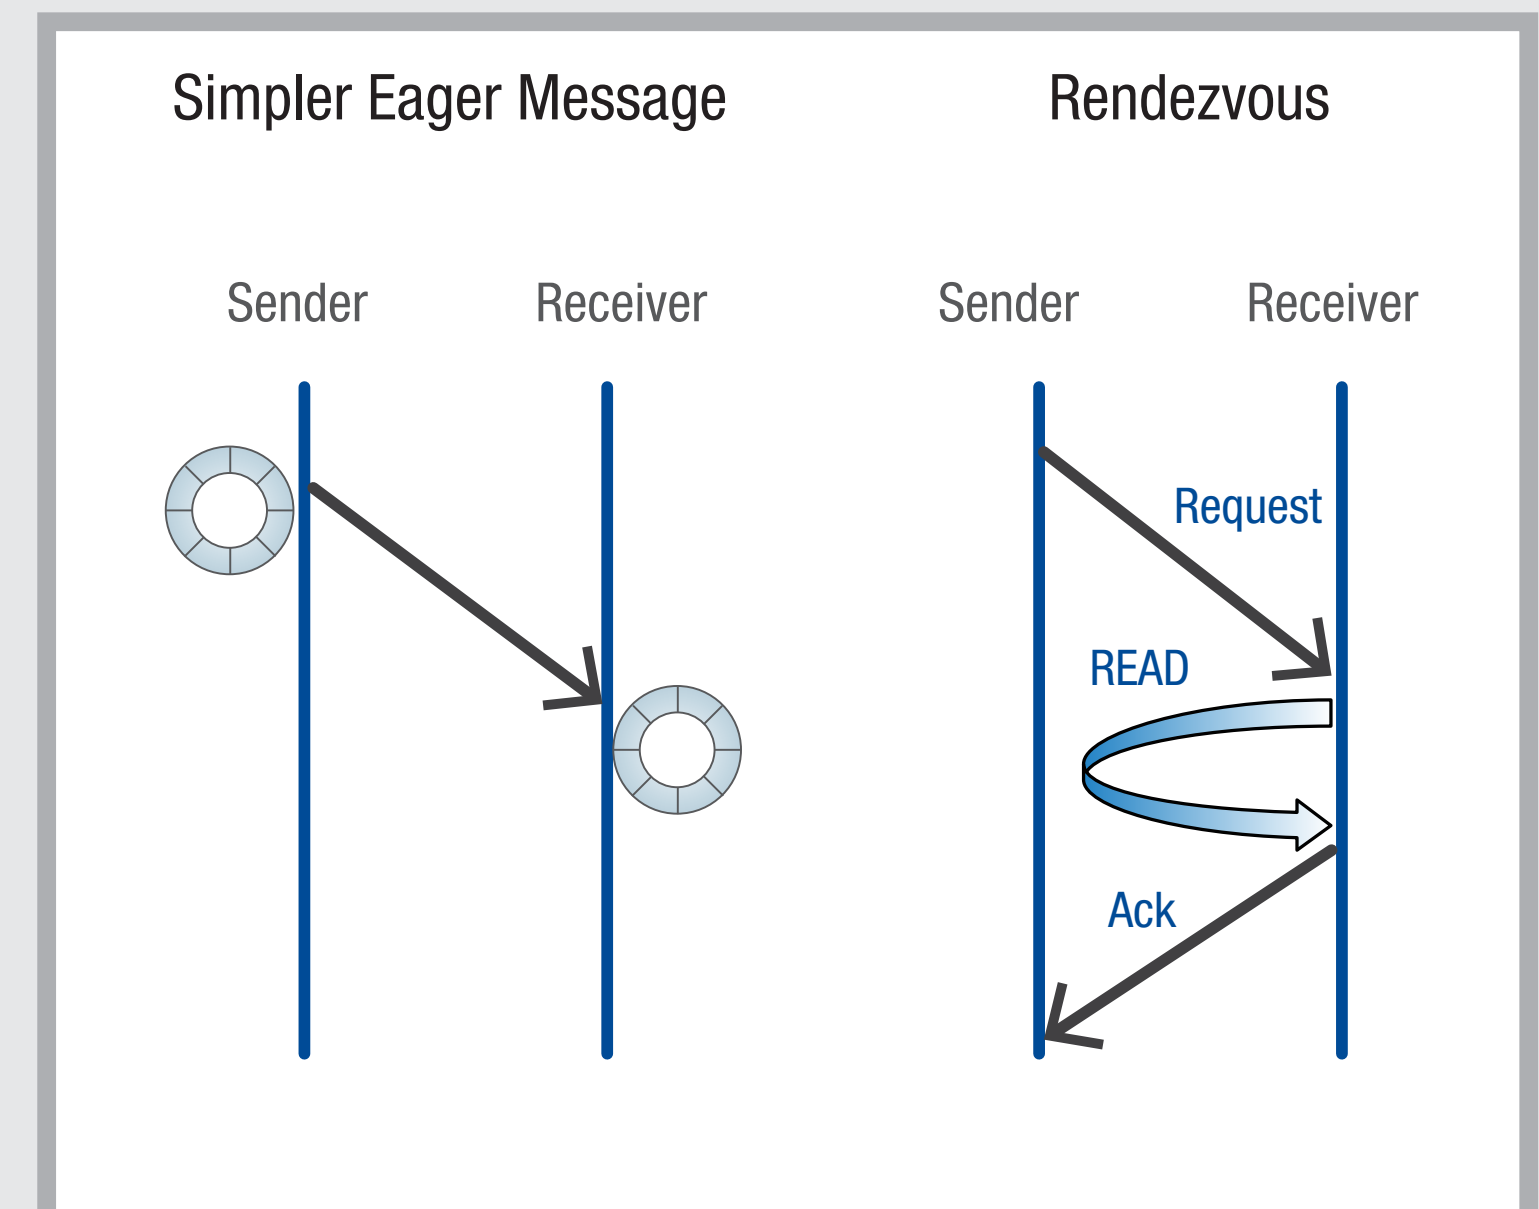 Simpler Eager Message
Rendezvous
Sender
Receiver
Sender
Receiver
Request
READ
Ack